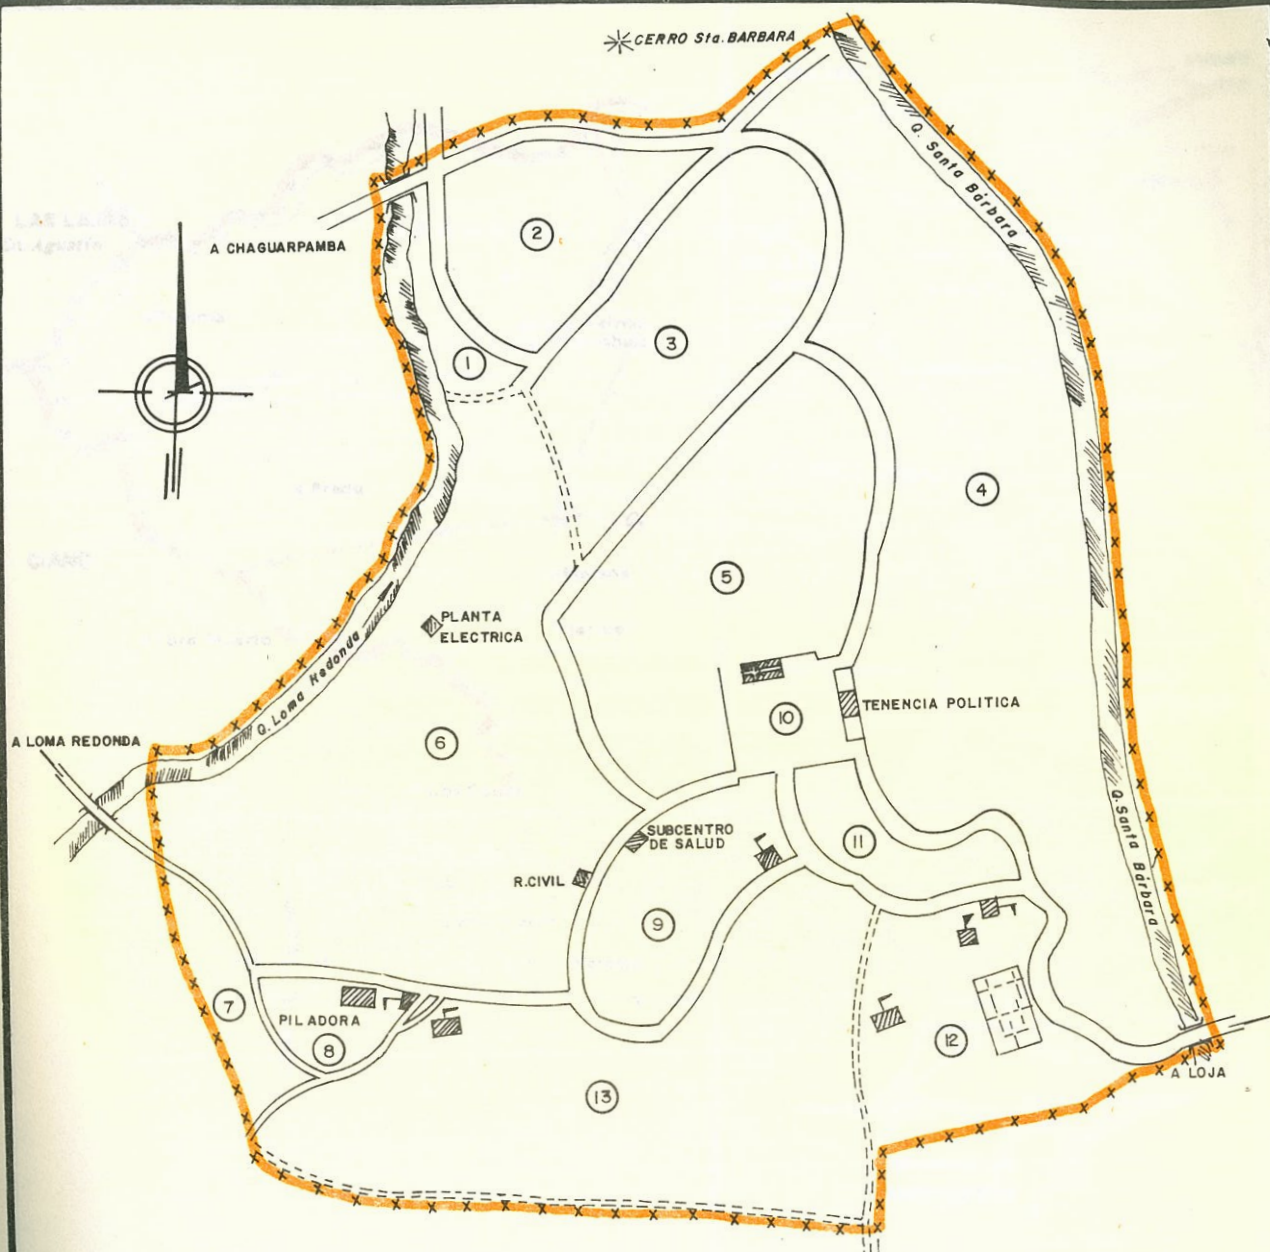 CERRO Sta. BARBARA
Q. Santa Bárbara
A CHAGUARPAMBA
2
3
1
4
5
PLANTA
ELECTRICA
Q. Loma Redonda
TENENCIA POLITICA
10
A LOMA REDONDA
6
SUBCENTRO
DE SALUD
11
Q. Santa Bárbara
R.CIVIL
9
7
PILADORA
8
12
A LOJA
13